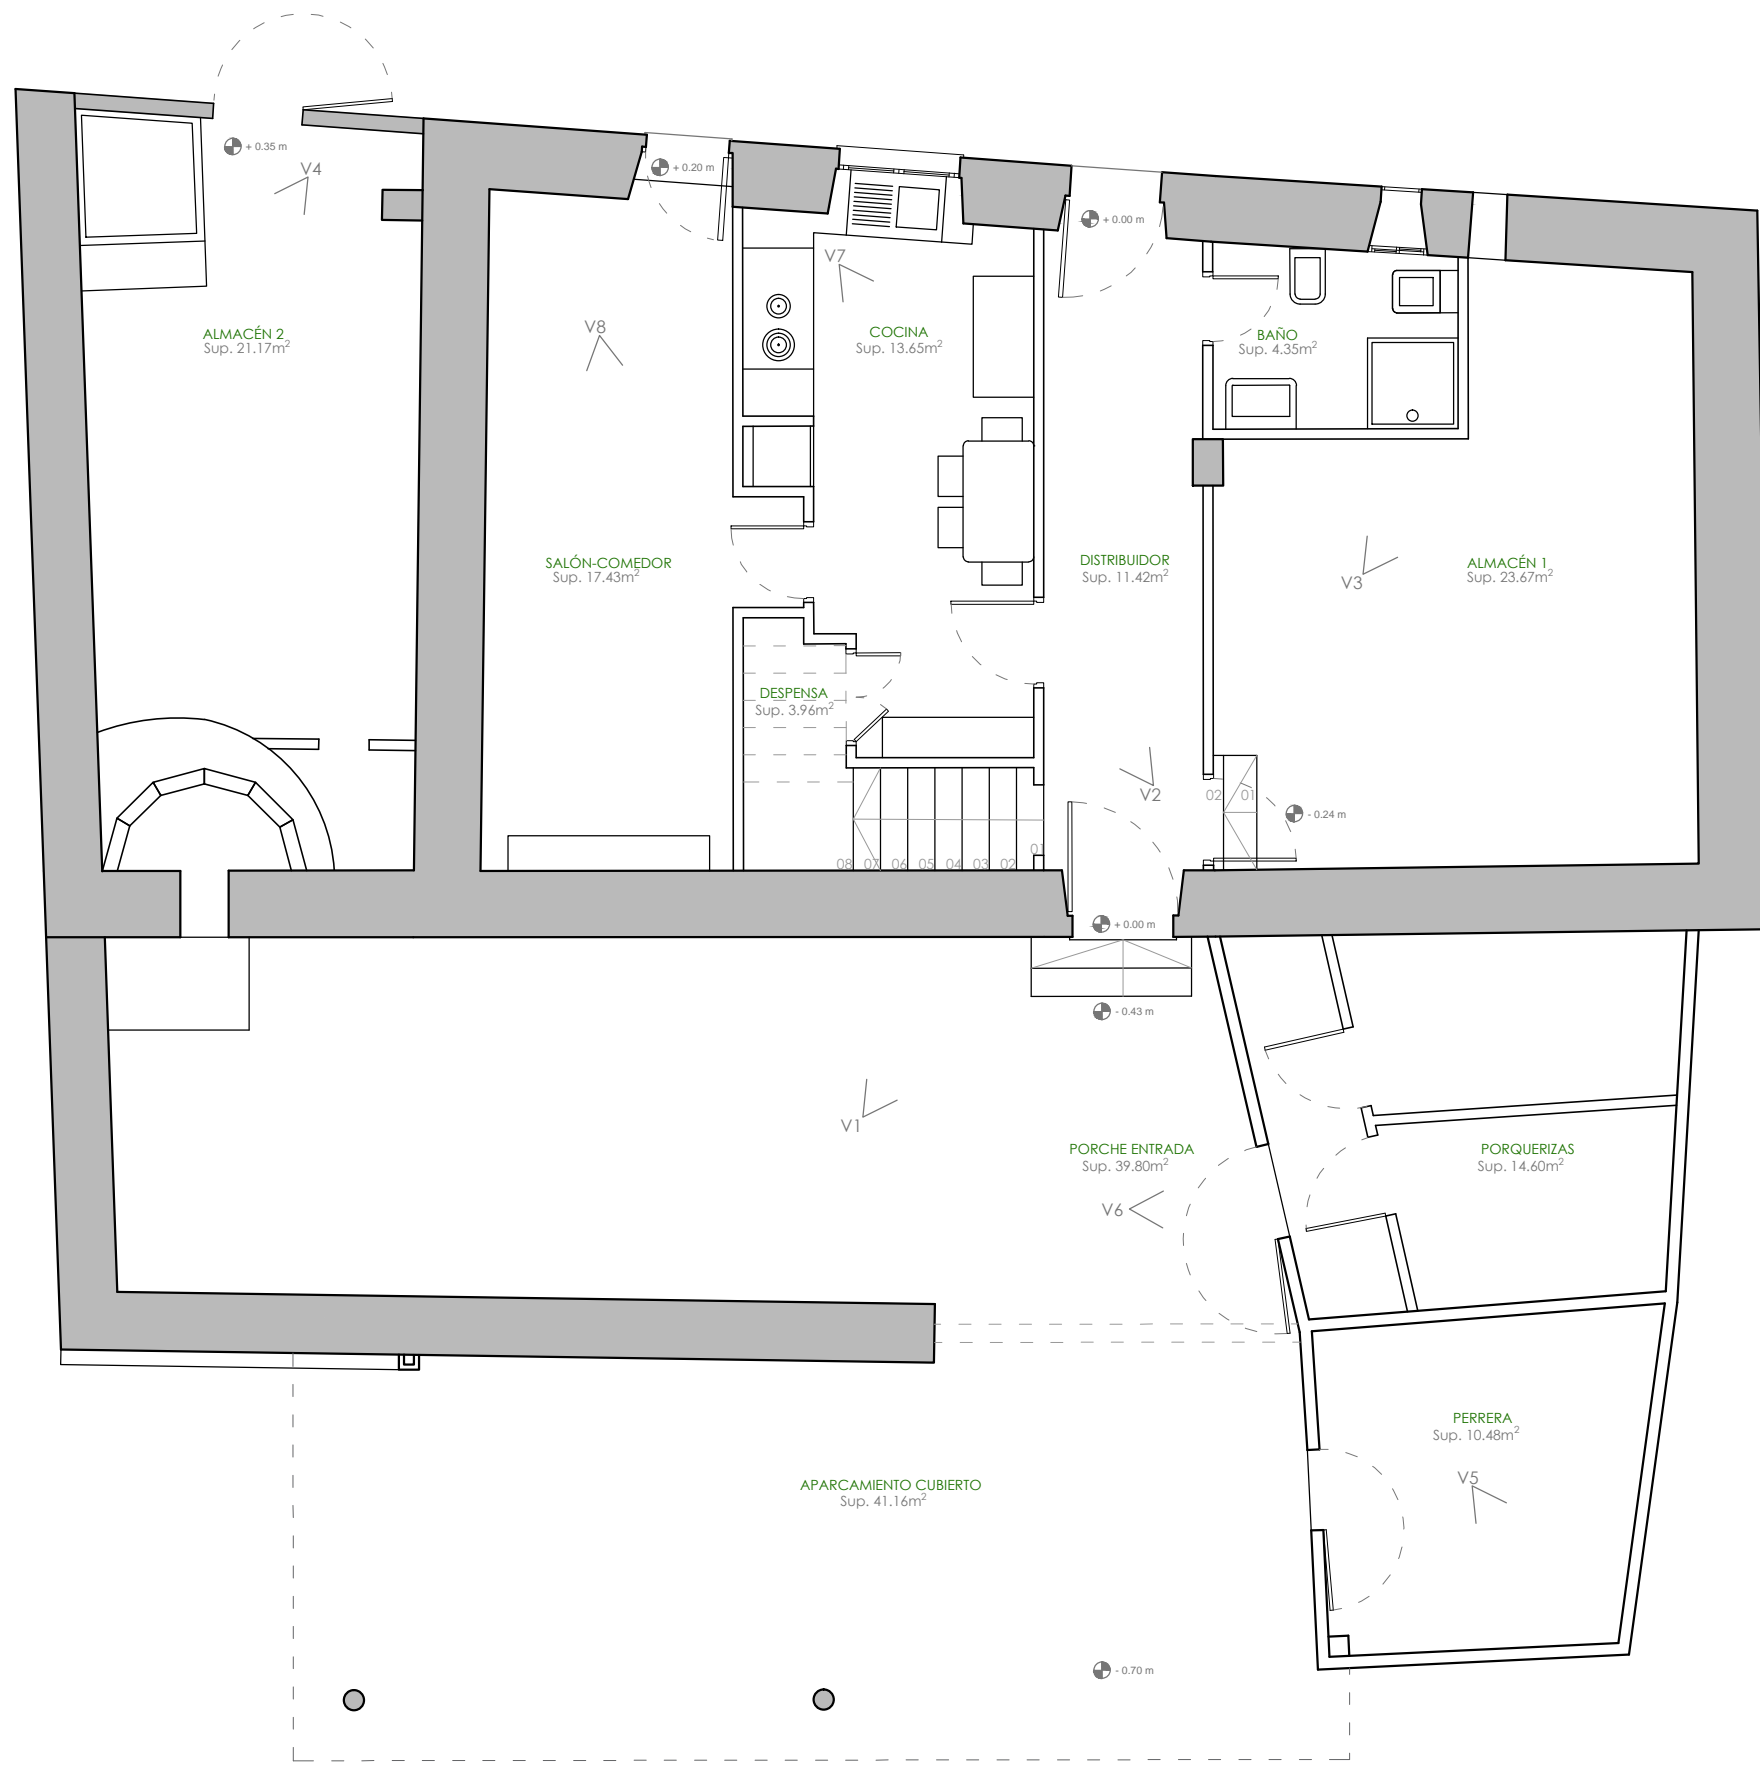 + 0.35 m
V4
+ 0.20 m
+ 0.00 m
V7
V8
ALMACÉN 2
Sup. 21.17m²
COCINA
Sup. 13.65m²
BAÑO
Sup. 4.35m²
SALÓN-COMEDOR
Sup. 17.43m²
DISTRIBUIDOR
Sup. 11.42m²
V3
ALMACÉN 1
Sup. 23.67m²
DESPENSA
Sup. 3.96m²
V2
02
01
- 0.24 m
08
07
06
05
04
03
02
01
+ 0.00 m
- 0.43 m
V1
PORCHE ENTRADA
Sup. 39.80m²
PORQUERIZAS
Sup. 14.60m²
V6
PERRERA
Sup. 10.48m²
V5
APARCAMIENTO CUBIERTO
Sup. 41.16m²
- 0.70 m